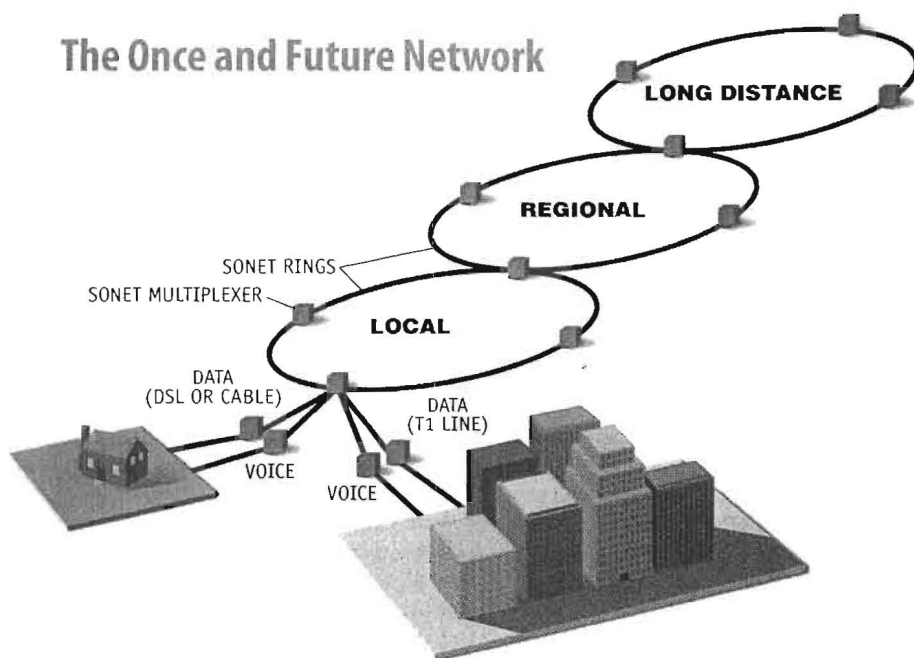 The Once and Future Network
LONG DISTANCE
REGIONAL
SONET RINGS
SONET MULTIPLEXER
LOCAL
DATA
(DSL OR CABLE)
DATA
(T1 LINE)
VOICE
VOICE